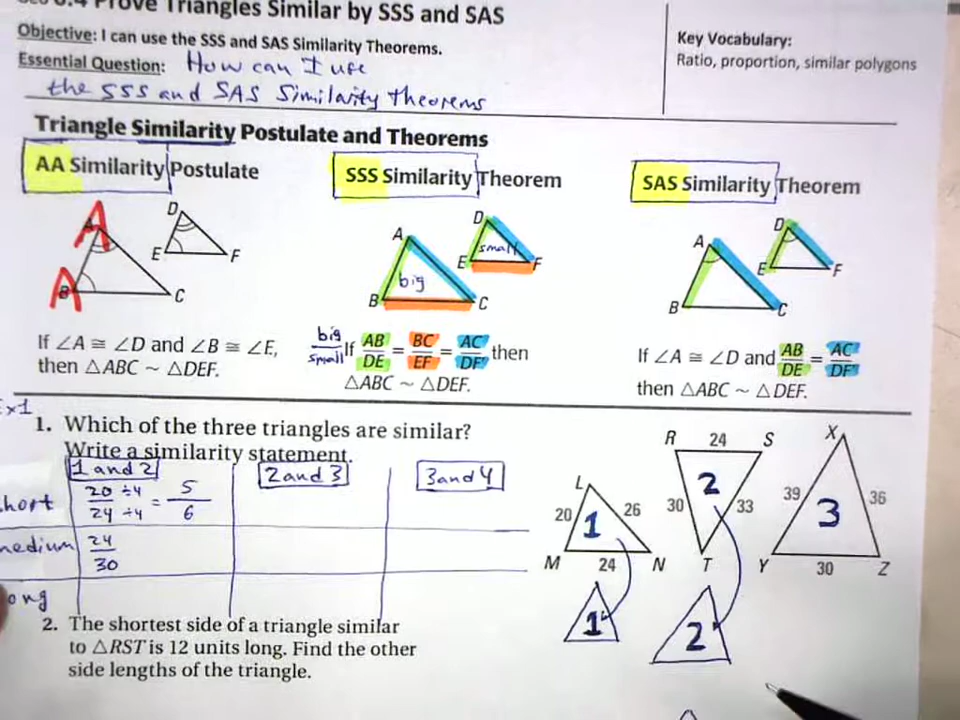 Prove Triangles Similar by SSS and SAS
Objective: I can use the SSS and SAS Similarity Theorems.
Essential Question: How can I use
the SSS and SAS Similarity Theorems
Key Vocabulary:
Ratio, proportion, similar polygons
Triangle Similarity Postulate and Theorems
AA Similarity Postulate
SSS Similarity Theorem
SAS Similarity Theorem
A
D
E
F
A
B
C
A
D
small
E
F
big
B
C
A
D
E
F
B
C
If ∠A ≅ ∠D and ∠B ≅ ∠E,
then △ABC ~ △DEF.
big/small If AB/DE = BC/EF = AC/DF then
△ABC ~ △DEF.
If ∠A ≅ ∠D and AB/DE = AC/DF
then △ABC ~ △DEF.
x1
1. Which of the three triangles are similar?
Write a similarity statement.
1 and 2
2 and 3
3 and 4
hort
20 ÷4 / 24 ÷4 = 5/6
medium
24/30
ong
L
20
1
26
M
24
N
R
24
S
2
30
33
T
X
39
3
36
Y
30
Z
1
2
2. The shortest side of a triangle similar
to △RST is 12 units long. Find the other
side lengths of the triangle.